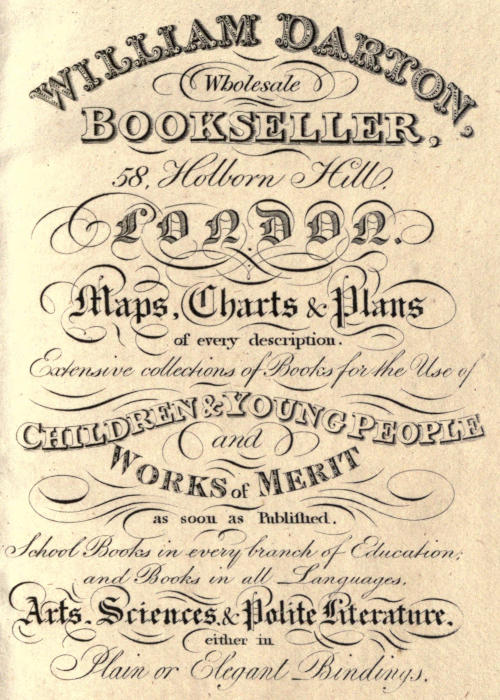 WILLIAM DARTON,
Wholesale
BOOKSELLER,
58, Holborn Hill.
LONDON.
Maps, Charts & Plans
of every description.
Extensive collections of Books for the Use of
CHILDREN & YOUNG PEOPLE
and
WORKS of MERIT
as soon as Publiſhed.
School Books in every branch of Education;
and Books in all Languages.
Arts. Sciences. & Polite Literature.
either in
Plain or Elegant Bindings.